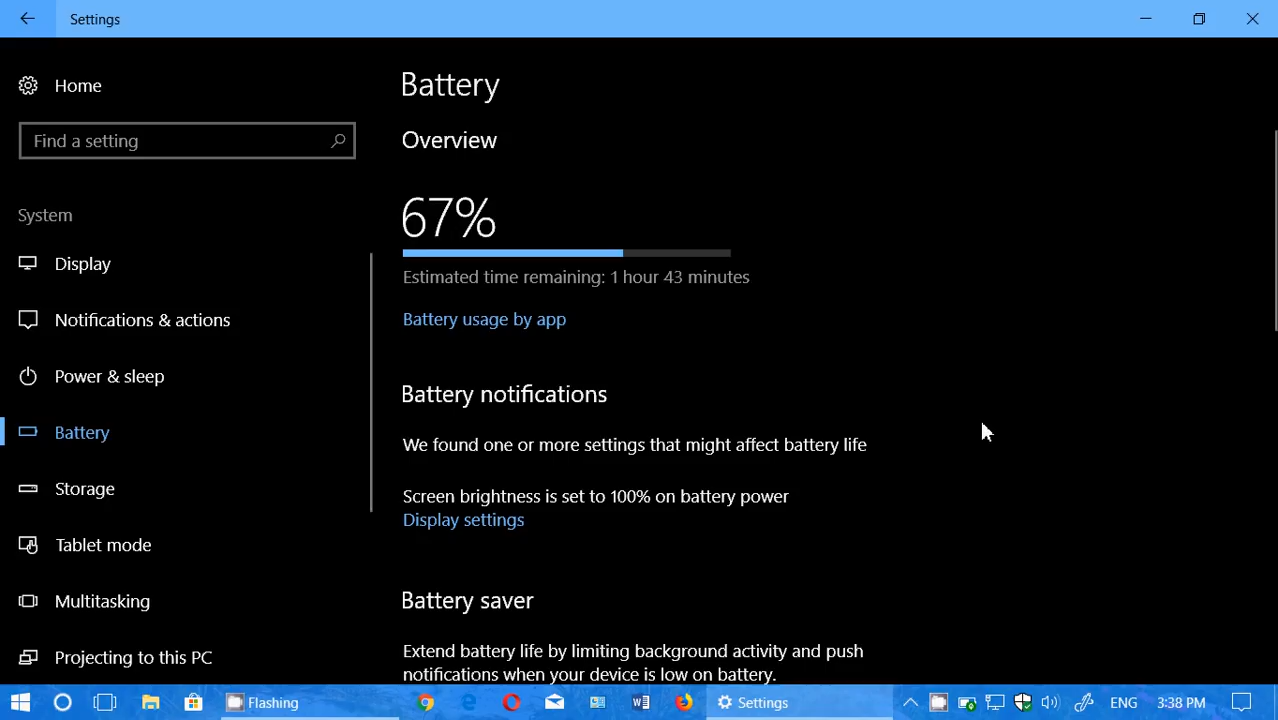 Settings
Home
Find a setting
System
Display
Notifications & actions
Power & sleep
Battery
Storage
Tablet mode
Multitasking
Projecting to this PC
Battery
Overview
67%
Estimated time remaining: 1 hour 43 minutes
Battery usage by app
Battery notifications
We found one or more settings that might affect battery life
Screen brightness is set to 100% on battery power
Display settings
Battery saver
Extend battery life by limiting background activity and push
notifications when your device is low on battery.
Flashing
Settings
ENG
3:38 PM